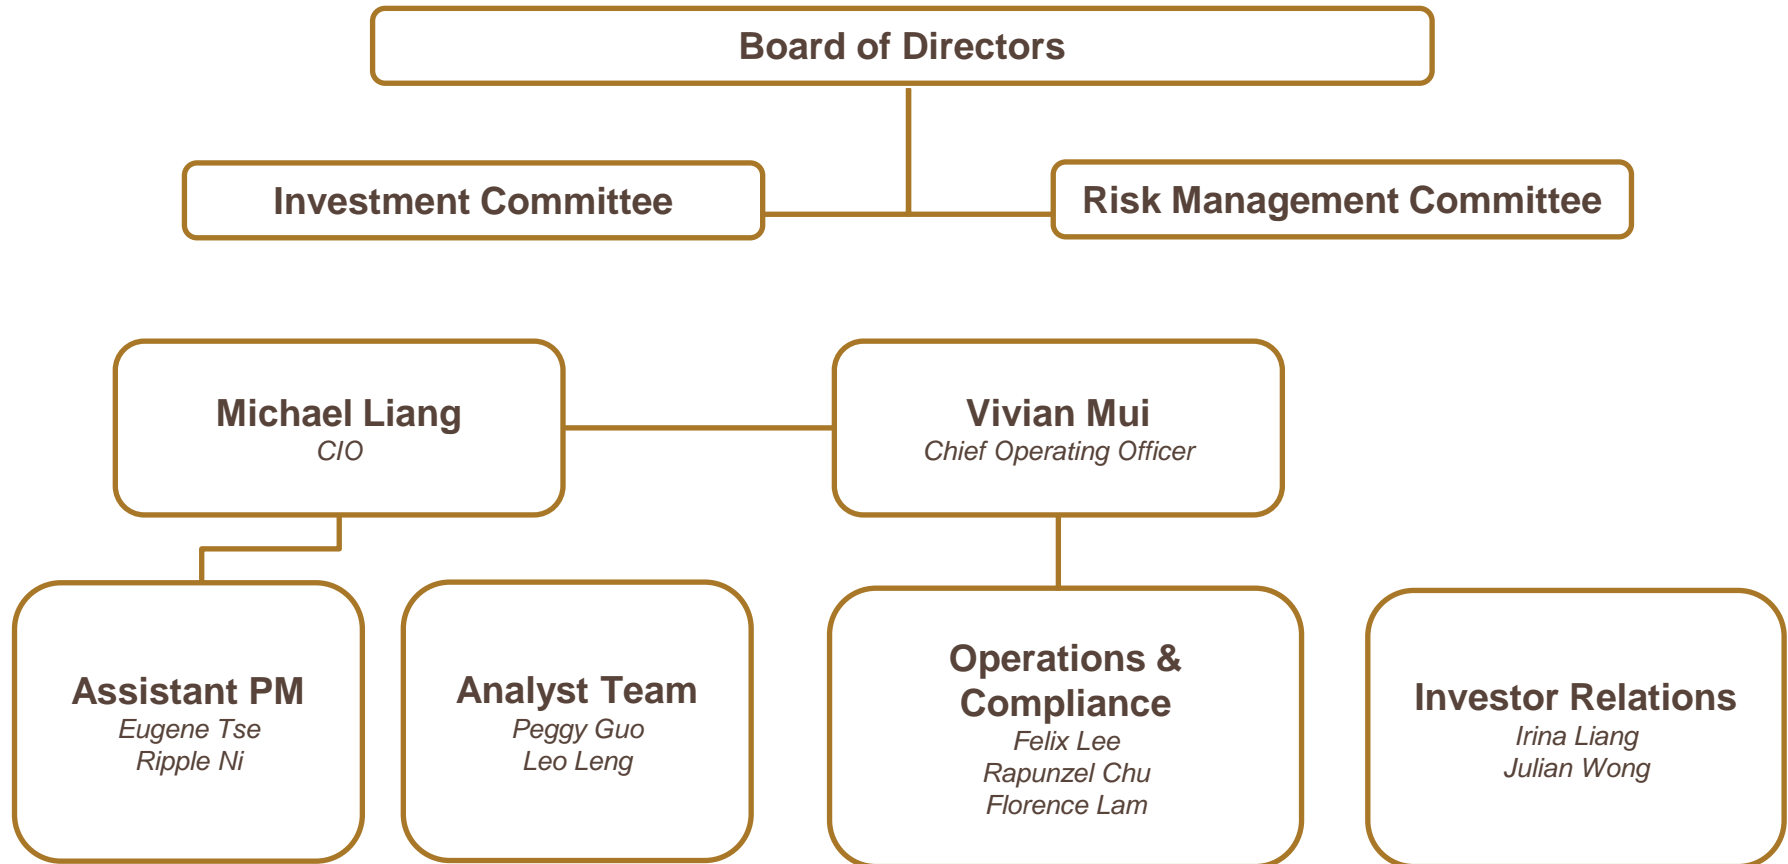 Board of Directors
Investment Committee
Risk Management Committee
Michael Liang
CIO
Vivian Mui
Chief Operating Officer
Assistant PM
Eugene Tse
Ripple Ni
Analyst Team
Peggy Guo
Leo Leng
Operations &
Compliance
Felix Lee
Rapunzel Chu
Florence Lam
Investor Relations
Irina Liang
Julian Wong